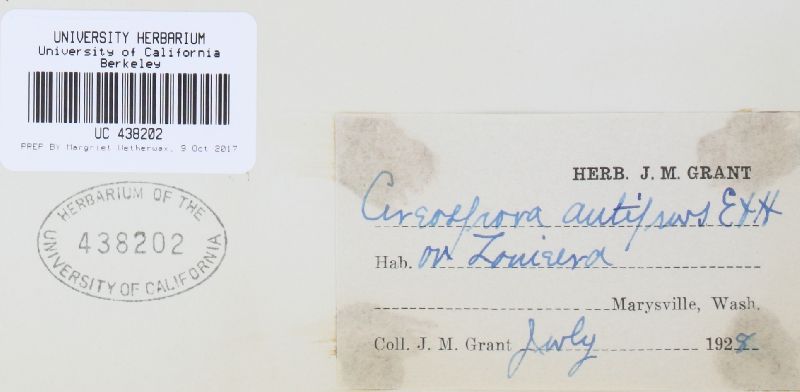 UNIVERSITY HERBARIUM
University of California
Berkeley
UC 438202
PREP By Margriet Wetherwax, 9 Oct 2017
HERBARIUM OF THE
438202
UNIVERSITY OF CALIFORNIA
HERB. J. M. GRANT
Cercospora antipus E&H
Hab. on Lonicera
Marysville, Wash.
Coll. J. M. Grant July 1928